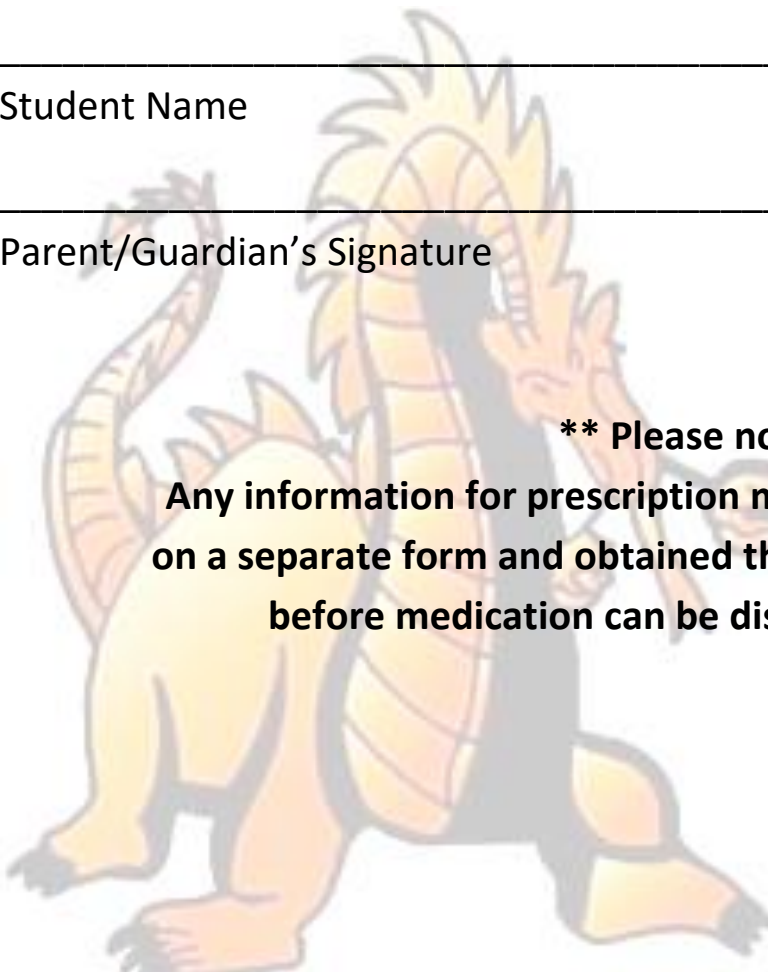 Student Name
Parent/Guardian’s Signature
** Please no
Any information for prescription m
on a separate form and obtained th
before medication can be dis